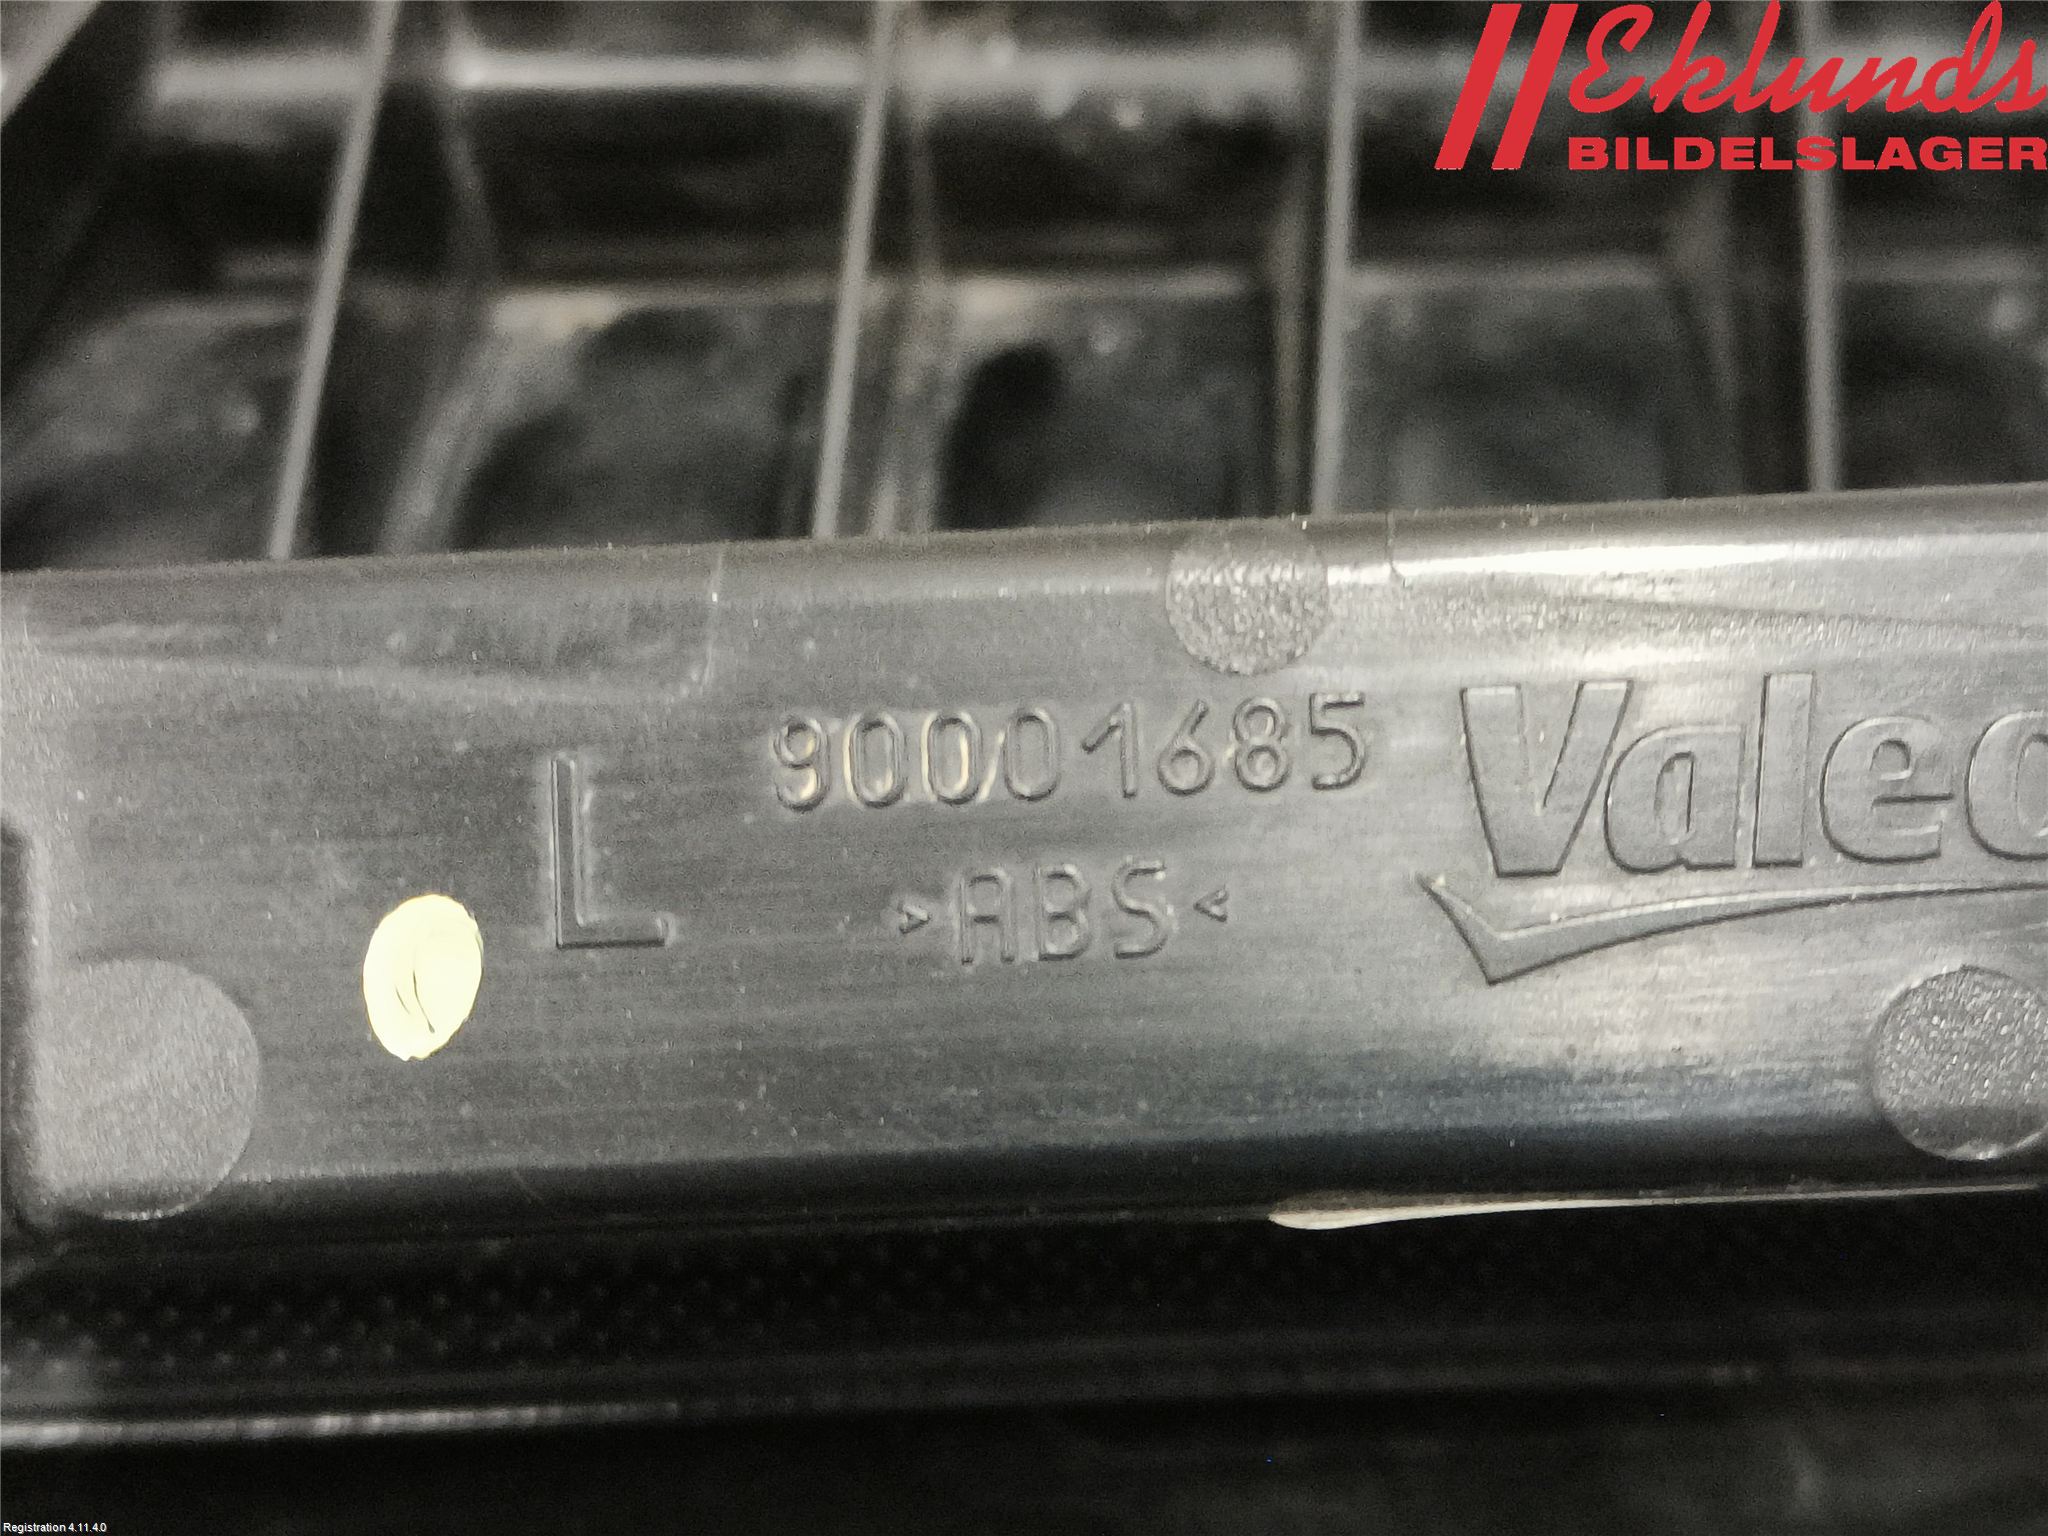 Eklunds
BILDELSLAGER
L
90001685
>ABS<
Valeo
Registration 4.11.4.0